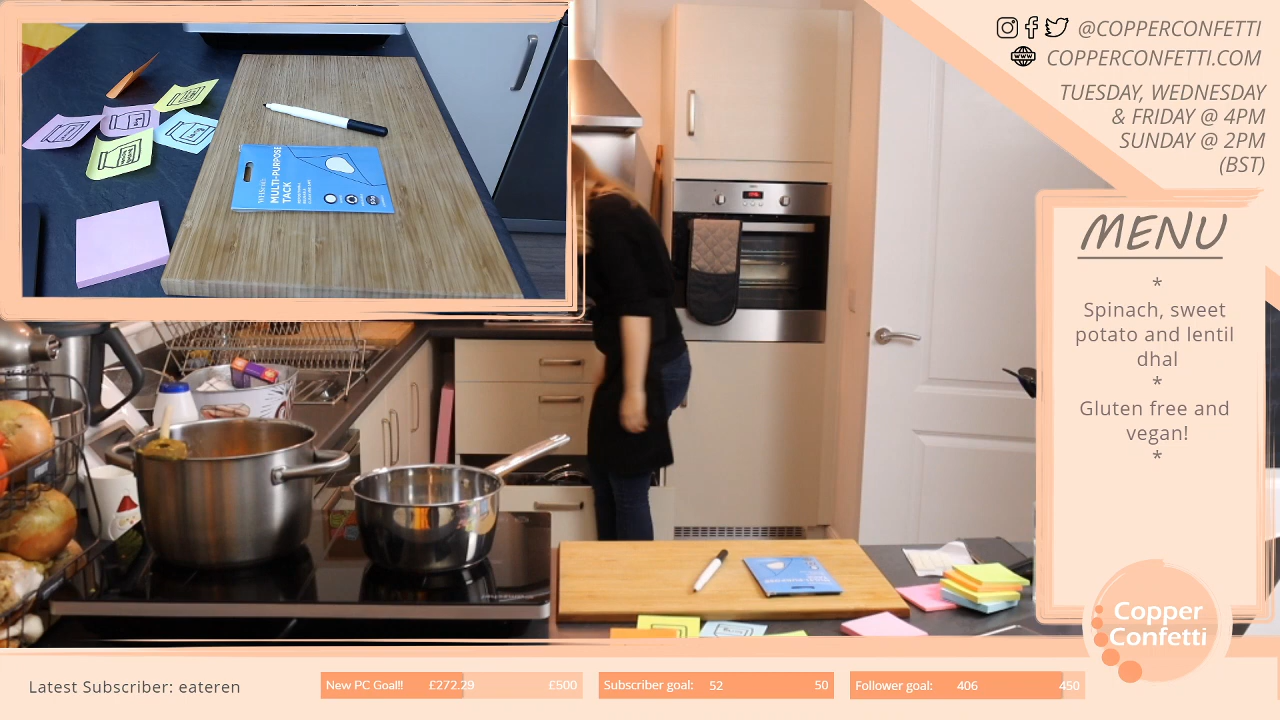 @COPPERCONFETTI
COPPERCONFETTI.COM
TUESDAY, WEDNESDAY
& FRIDAY @ 4PM
SUNDAY @ 2PM
(BST)
MULTI-PURPOSE
TACK
MENU
*
Spinach, sweet
potato and lentil
dhal
*
Gluten free and
vegan!
*
Copper
Confetti
Latest Subscriber: eateren
New PC Goal!! £272.29 £500
Subscriber goal: 52 50
Follower goal: 406 450